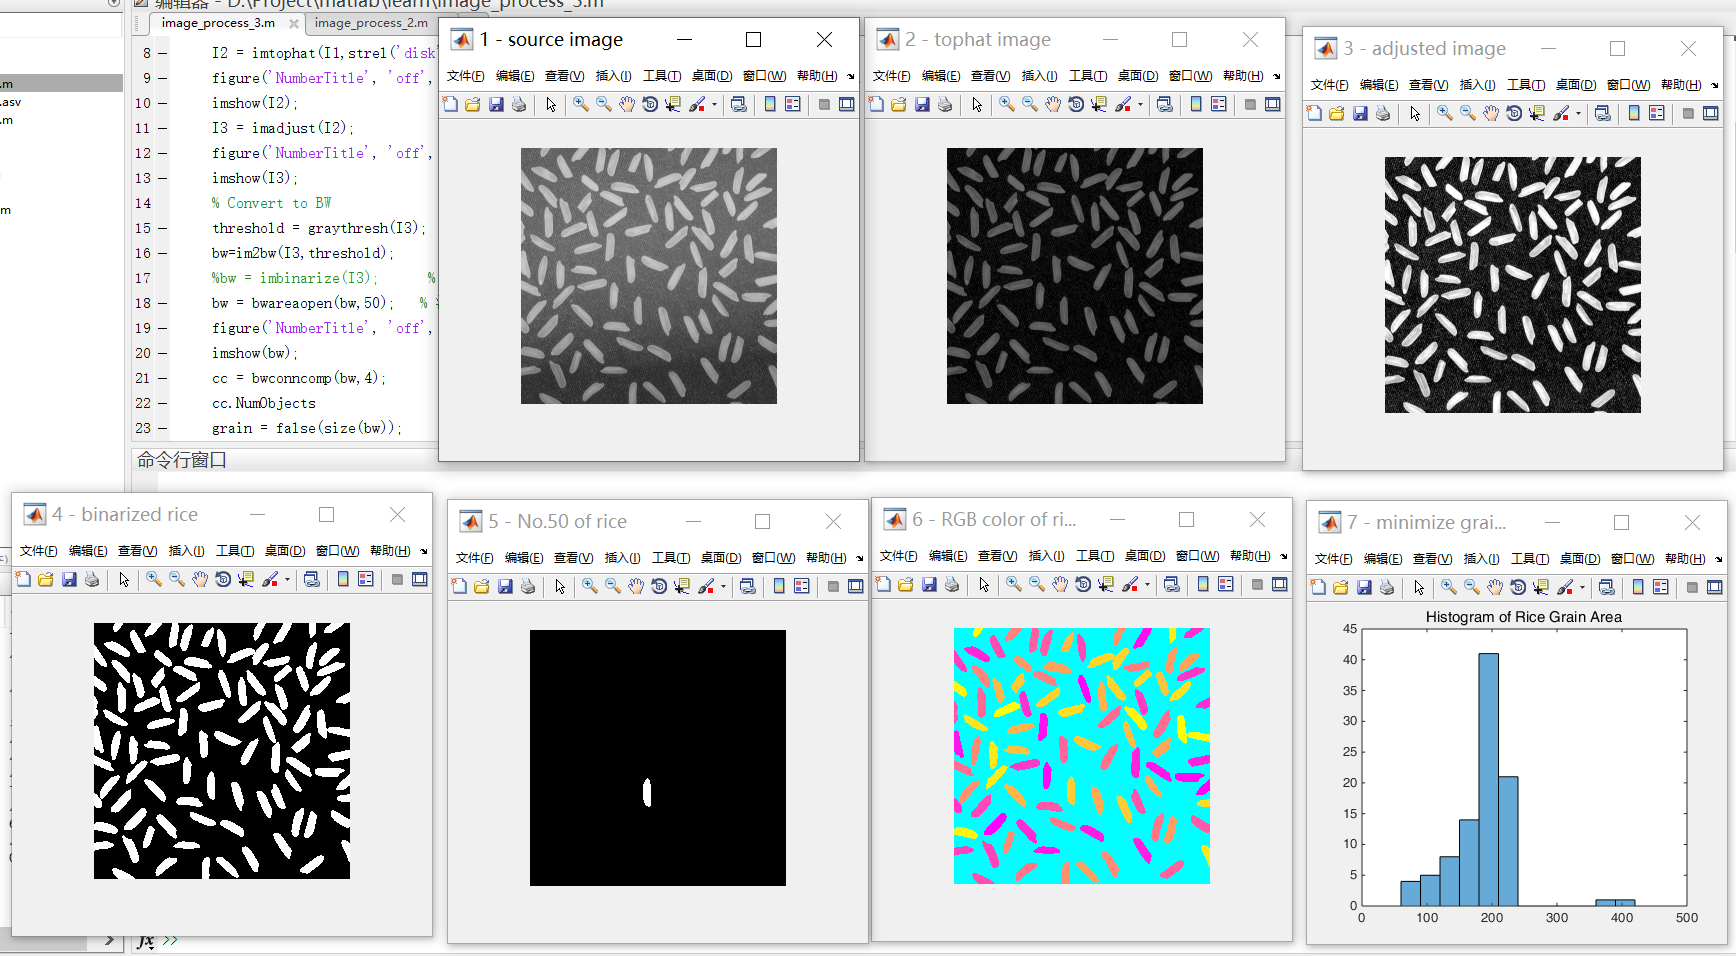 编辑器 - D:\Project\matlab\learn\image_process_3.m
image_process_3.m
image_process_2.m
.m
.asv
.m
m
8 – I2 = imtophat(I1,strel('disk'
9 – figure('NumberTitle', 'off',
10 – imshow(I2);
11 – I3 = imadjust(I2);
12 – figure('NumberTitle', 'off',
13 – imshow(I3);
14 % Convert to BW
15 – threshold = graythresh(I3);
16 – bw=im2bw(I3,threshold);
17 %bw = imbinarize(I3); %
18 – bw = bwareaopen(bw,50); %
19 – figure('NumberTitle', 'off',
20 – imshow(bw);
21 – cc = bwconncomp(bw,4);
22 – cc.NumObjects
23 – grain = false(size(bw));
命令行窗口
1 - source image
文件(F) 编辑(E) 查看(V) 插入(I) 工具(T) 桌面(D) 窗口(W) 帮助(H)
2 - tophat image
文件(F) 编辑(E) 查看(V) 插入(I) 工具(T) 桌面(D) 窗口(W) 帮助(H)
3 - adjusted image
文件(F) 编辑(E) 查看(V) 插入(I) 工具(T) 桌面(D) 窗口(W) 帮助(H)
4 - binarized rice
文件(F) 编辑(E) 查看(V) 插入(I) 工具(T) 桌面(D) 窗口(W) 帮助(H)
5 - No.50 of rice
文件(F) 编辑(E) 查看(V) 插入(I) 工具(T) 桌面(D) 窗口(W) 帮助(H)
6 - RGB color of ri...
文件(F) 编辑(E) 查看(V) 插入(I) 工具(T) 桌面(D) 窗口(W) 帮助(H)
7 - minimize grai...
文件(F) 编辑(E) 查看(V) 插入(I) 工具(T) 桌面(D) 窗口(W) 帮助(H)
Histogram of Rice Grain Area
45
40
35
30
25
20
15
10
5
0
0 100 200 300 400 500
fx >>